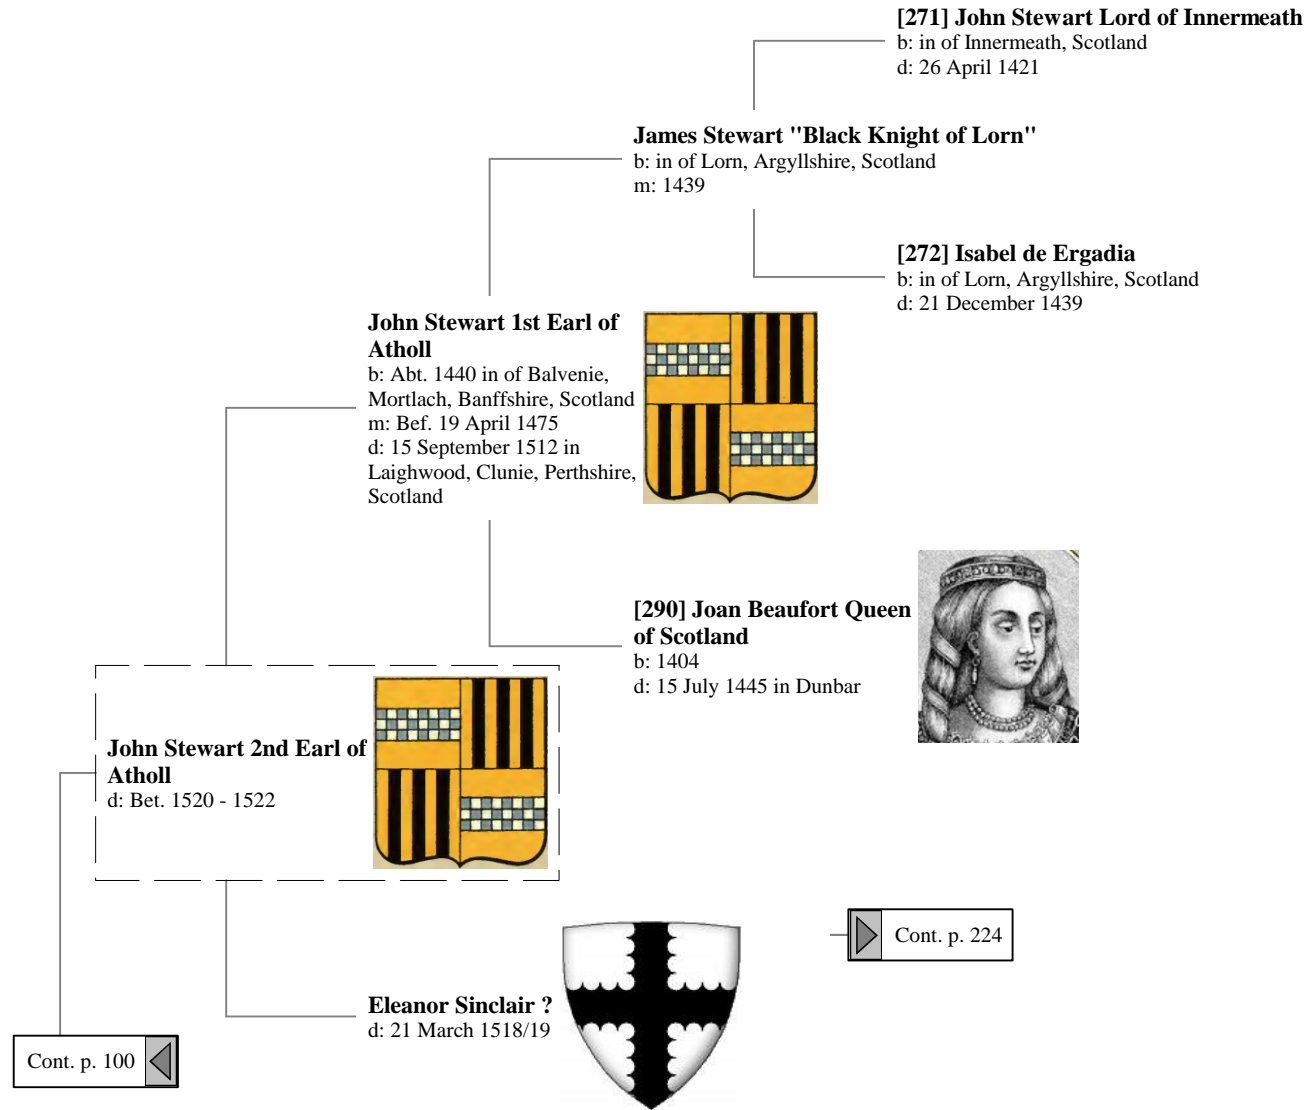 [271] John Stewart Lord of Innermeath
b: in of Innermeath, Scotland
d: 26 April 1421
James Stewart "Black Knight of Lorn"
b: in of Lorn, Argyllshire, Scotland
m: 1439
[272] Isabel de Ergadia
b: in of Lorn, Argyllshire, Scotland
d: 21 December 1439
John Stewart 1st Earl of
Atholl
b: Abt. 1440 in of Balvenie,
Mortlach, Banffshire, Scotland
m: Bef. 19 April 1475
d: 15 September 1512 in
Laighwood, Clunie, Perthshire,
Scotland
[290] Joan Beaufort Queen
of Scotland
b: 1404
d: 15 July 1445 in Dunbar
John Stewart 2nd Earl of
Atholl
d: Bet. 1520 - 1522
Cont. p. 224
Eleanor Sinclair ?
d: 21 March 1518/19
Cont. p. 100